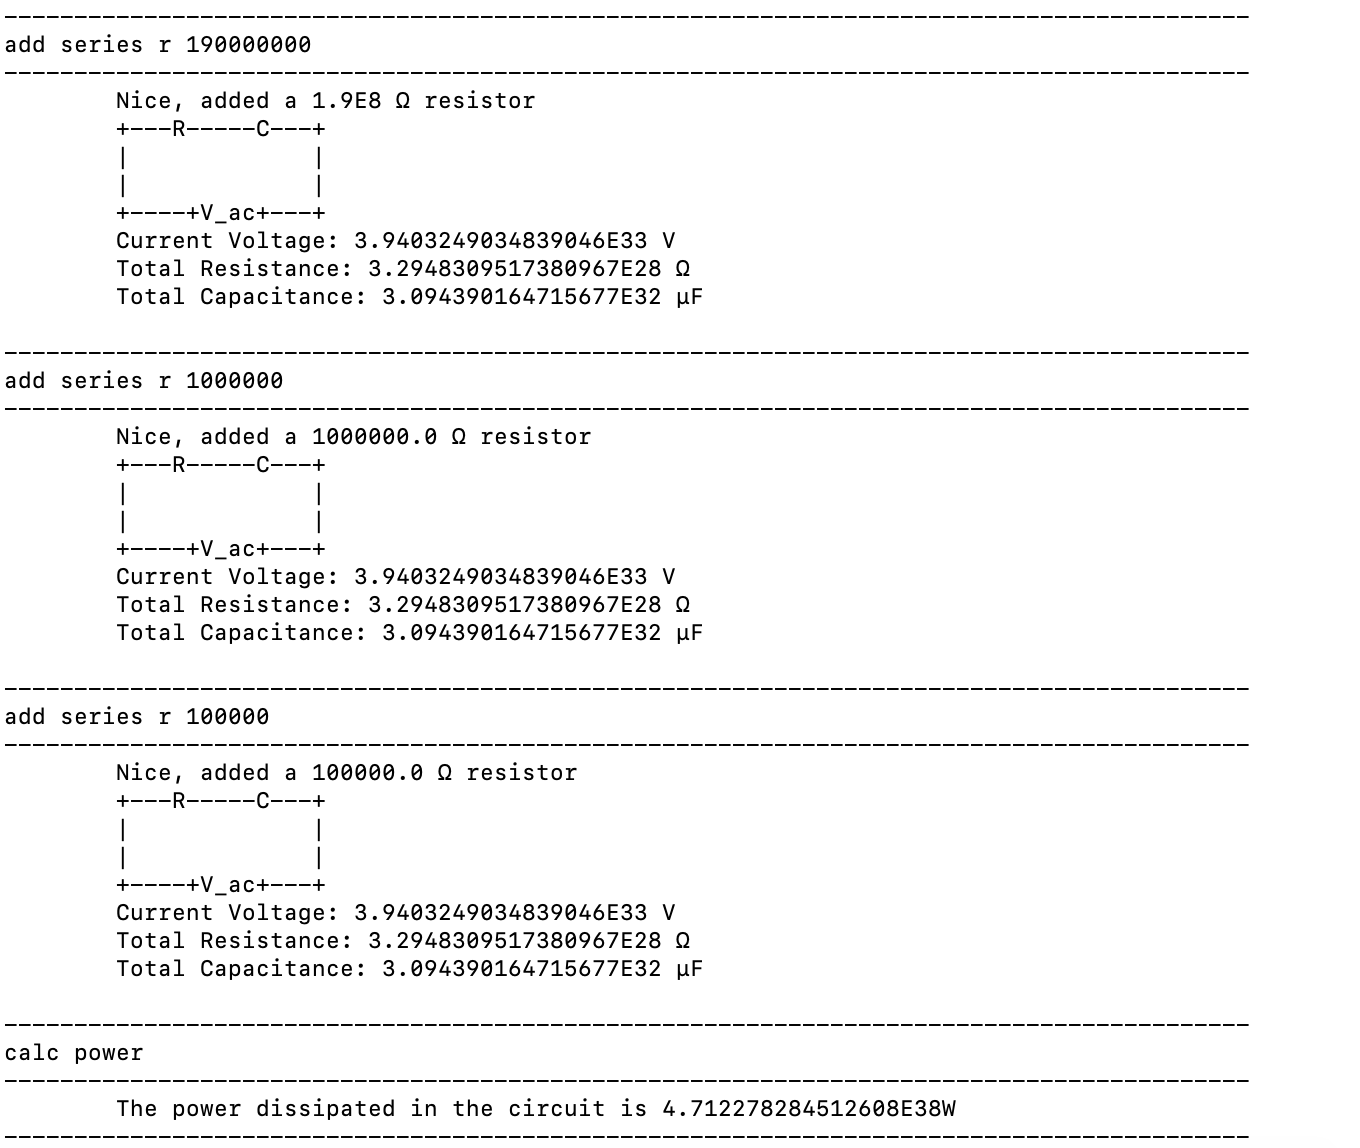 -----------------------------------------------------------------------------------------
add series r 190000000
-----------------------------------------------------------------------------------------
        Nice, added a 1.9E8 Ω resistor
        +---R-----C---+
        |             |
        |             |
        +----+V_ac+---+
        Current Voltage: 3.9403249034839046E33 V
        Total Resistance: 3.2948309517380967E28 Ω
        Total Capacitance: 3.094390164715677E32 µF

-----------------------------------------------------------------------------------------
add series r 1000000
-----------------------------------------------------------------------------------------
        Nice, added a 1000000.0 Ω resistor
        +---R-----C---+
        |             |
        |             |
        +----+V_ac+---+
        Current Voltage: 3.9403249034839046E33 V
        Total Resistance: 3.2948309517380967E28 Ω
        Total Capacitance: 3.094390164715677E32 µF

-----------------------------------------------------------------------------------------
add series r 100000
-----------------------------------------------------------------------------------------
        Nice, added a 100000.0 Ω resistor
        +---R-----C---+
        |             |
        |             |
        +----+V_ac+---+
        Current Voltage: 3.9403249034839046E33 V
        Total Resistance: 3.2948309517380967E28 Ω
        Total Capacitance: 3.094390164715677E32 µF

-----------------------------------------------------------------------------------------
calc power
-----------------------------------------------------------------------------------------
        The power dissipated in the circuit is 4.712278284512608E38W
-----------------------------------------------------------------------------------------